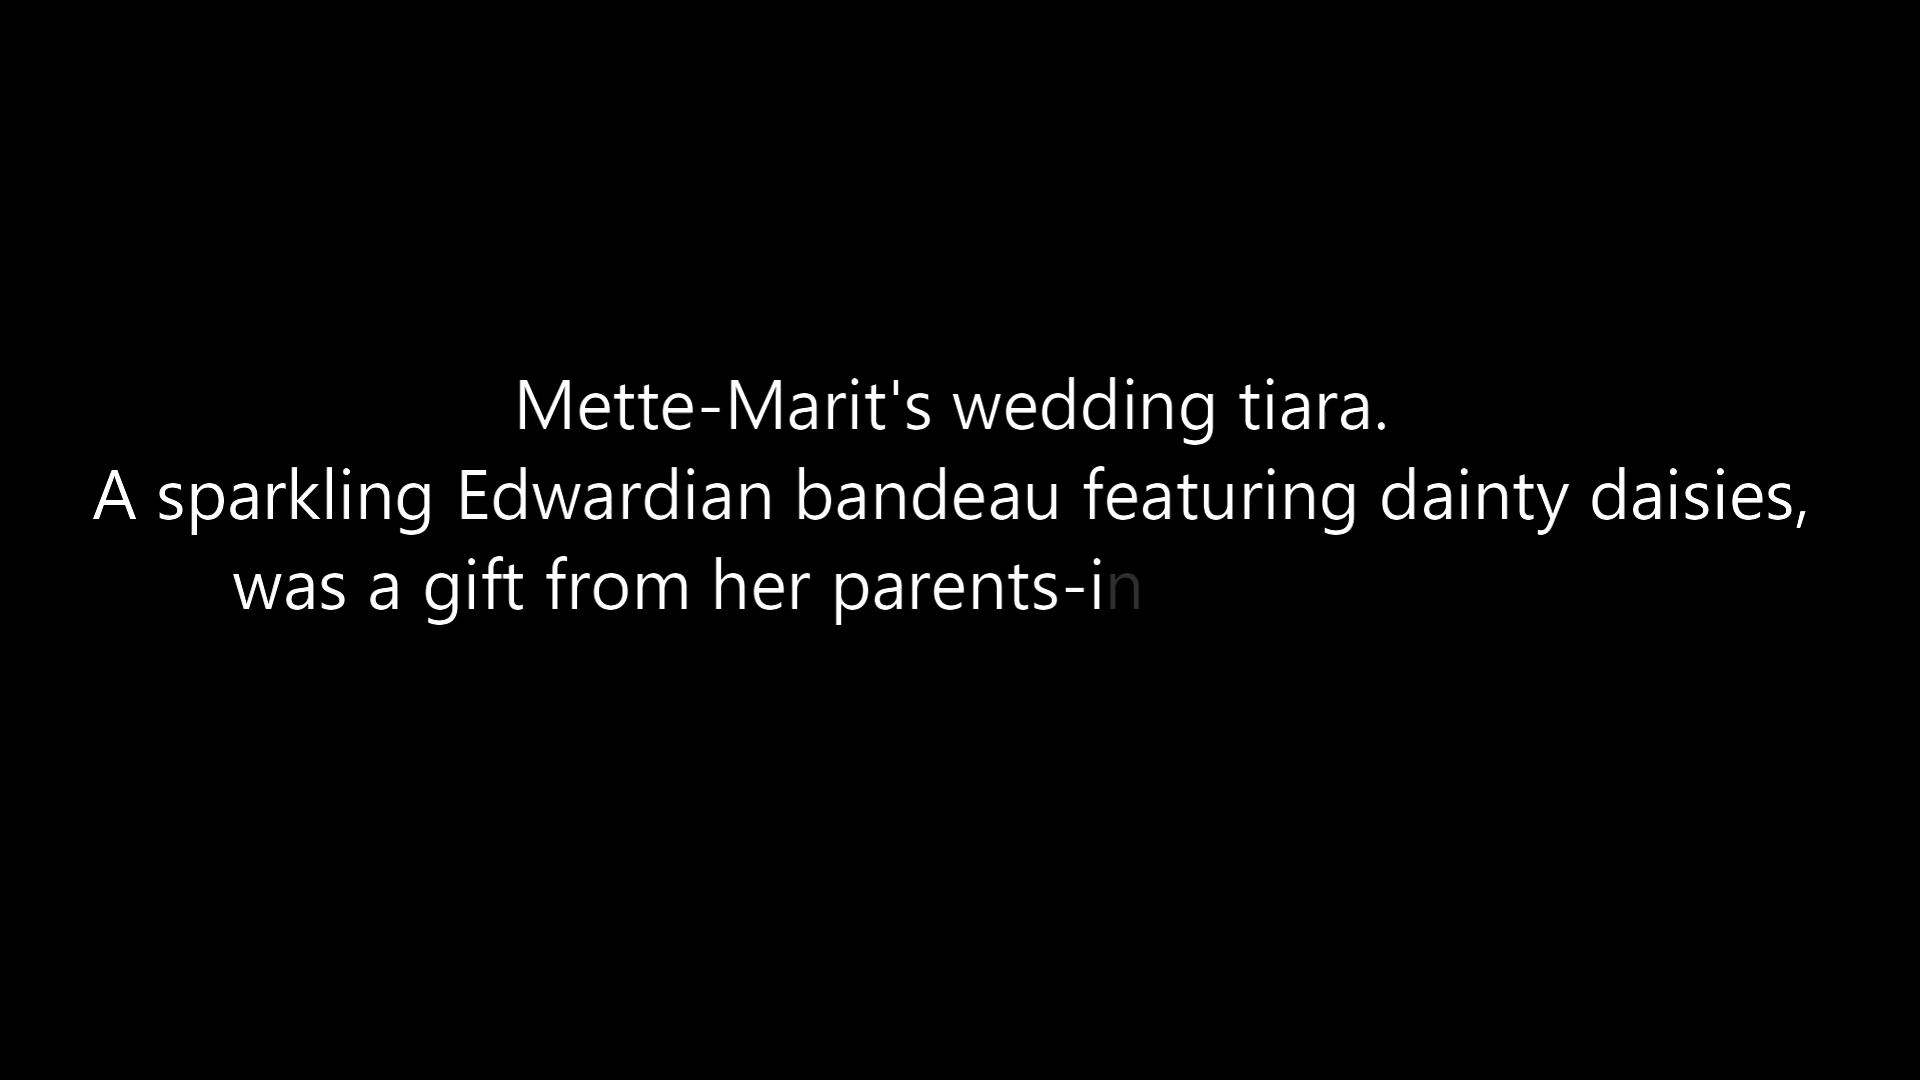 Mette-Marit's wedding tiara.
A sparkling Edwardian bandeau featuring dainty daisies,
was a gift from her parents-in